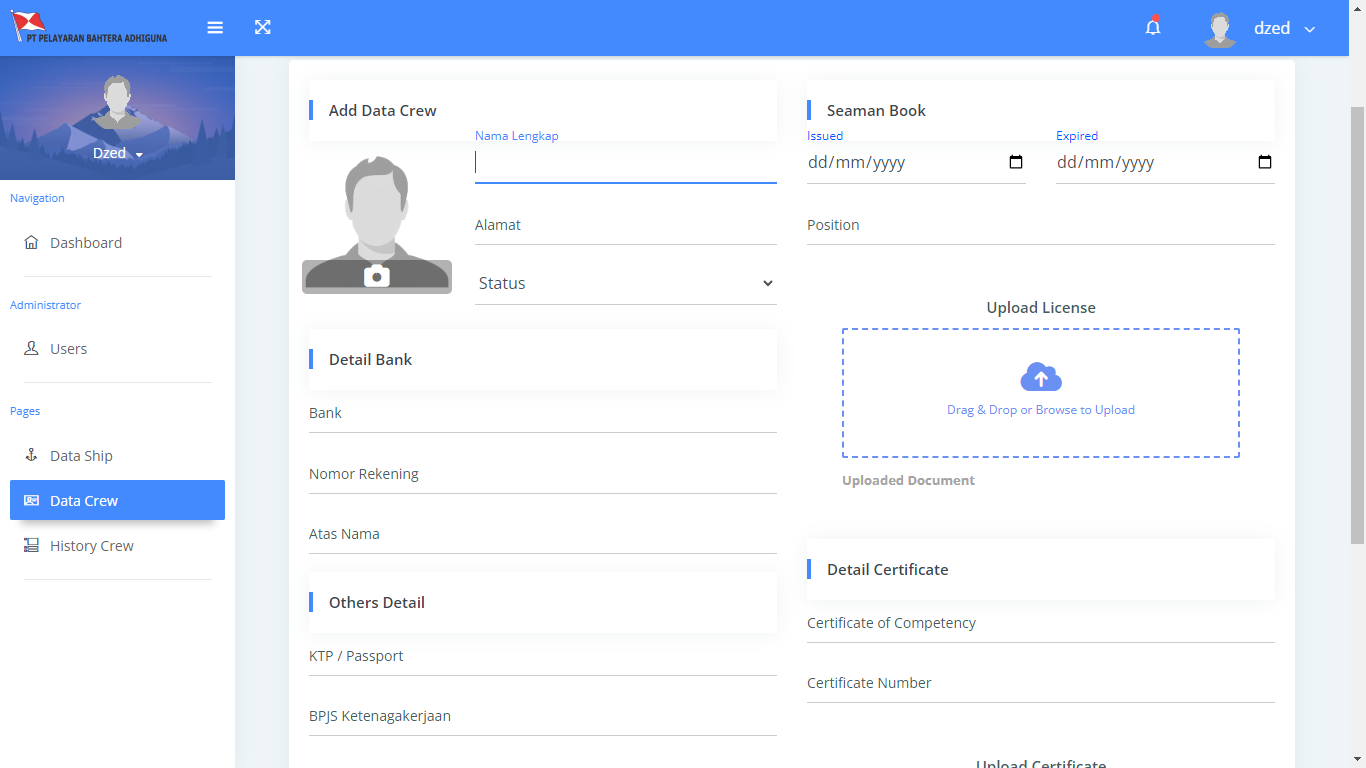 PT PELAYARAN BAHTERA ADHIGUNA
dzed
Dzed
Navigation
Dashboard
Administrator
Users
Pages
Data Ship
Data Crew
History Crew
Add Data Crew
Nama Lengkap
Alamat
Status
Detail Bank
Bank
Nomor Rekening
Atas Nama
Others Detail
KTP / Passport
BPJS Ketenagakerjaan
Seaman Book
Issued
dd/mm/yyyy
Expired
dd/mm/yyyy
Position
Upload License
Drag & Drop or Browse to Upload
Uploaded Document
Detail Certificate
Certificate of Competency
Certificate Number
Upload Certificate